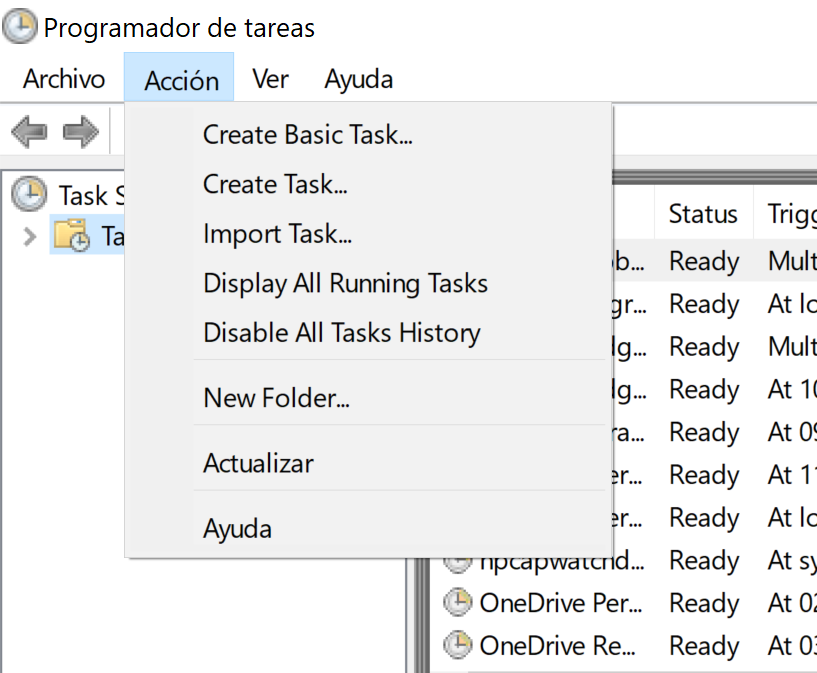 Programador de tareas
Archivo Acción Ver Ayuda
Create Basic Task...
Create Task...
Import Task...
Display All Running Tasks
Disable All Tasks History
New Folder...
Actualizar
Ayuda
Task S
Ta
Status Trigg
ob... Ready Mult
gr... Ready At lo
dg... Ready Mult
dg... Ready At 10
ra... Ready At 09
er... Ready At 11
er... Ready At lo
npcapwatchd... Ready At sy
OneDrive Per... Ready At 02
OneDrive Re... Ready At 03